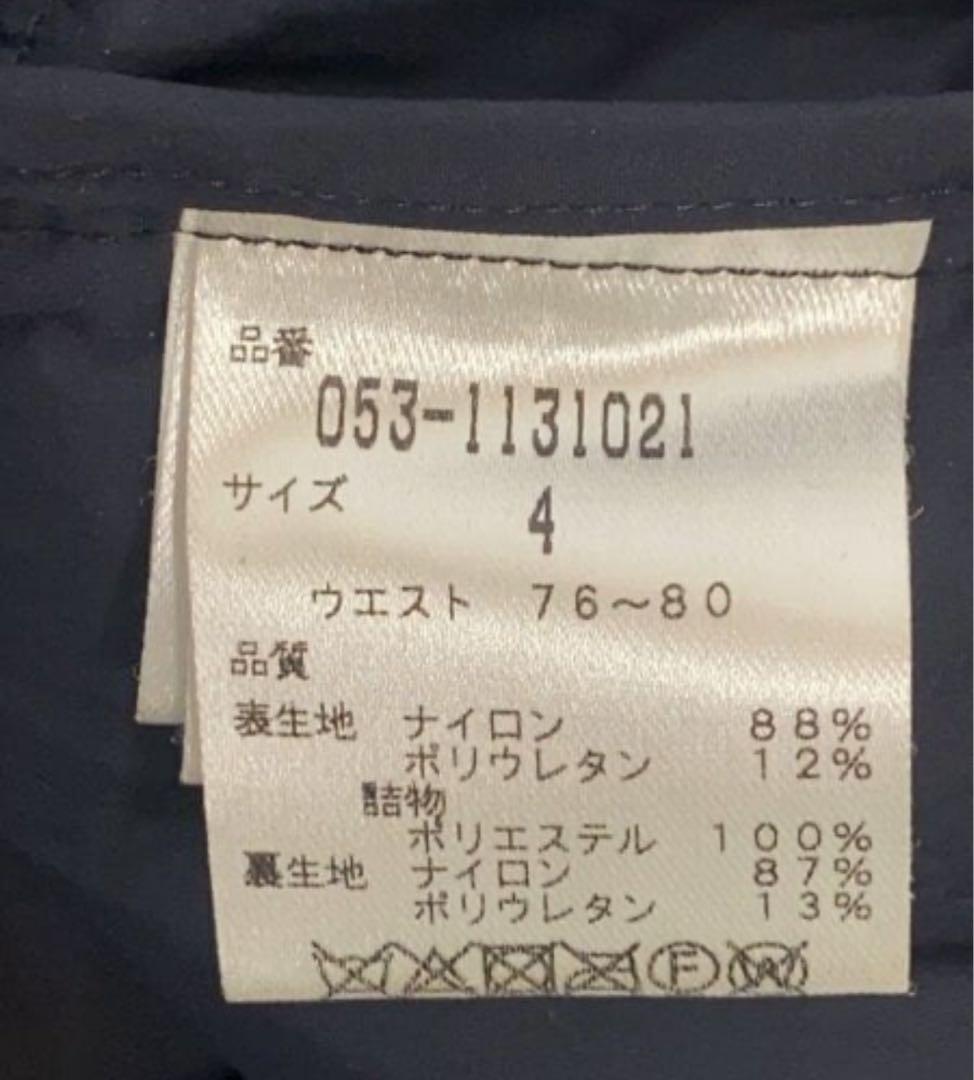 品番
053-1131021
サイズ 4
ウエスト 76~80
品質
表生地 ナイロン 88%
ポリウレタン 12%
詰物
ポリエステル 100%
裏生地 ナイロン 87%
ポリウレタン 13%
F W